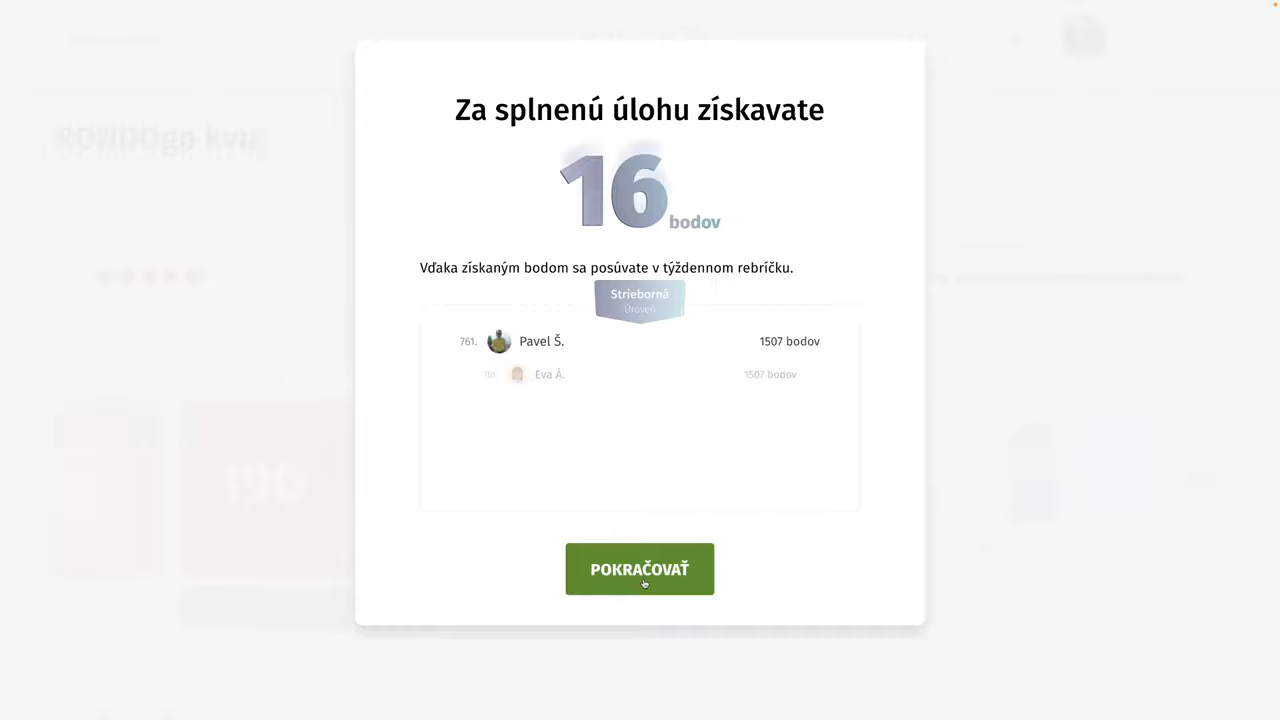 Za splnenú úlohu získavate
16 bodov
Vďaka získaným bodom sa posúvate v týždennom rebríčku.
Strieborná
Úroveň
761. Pavel Š. 1507 bodov
Eva Á. 1507 bodov
POKRAČOVAŤ